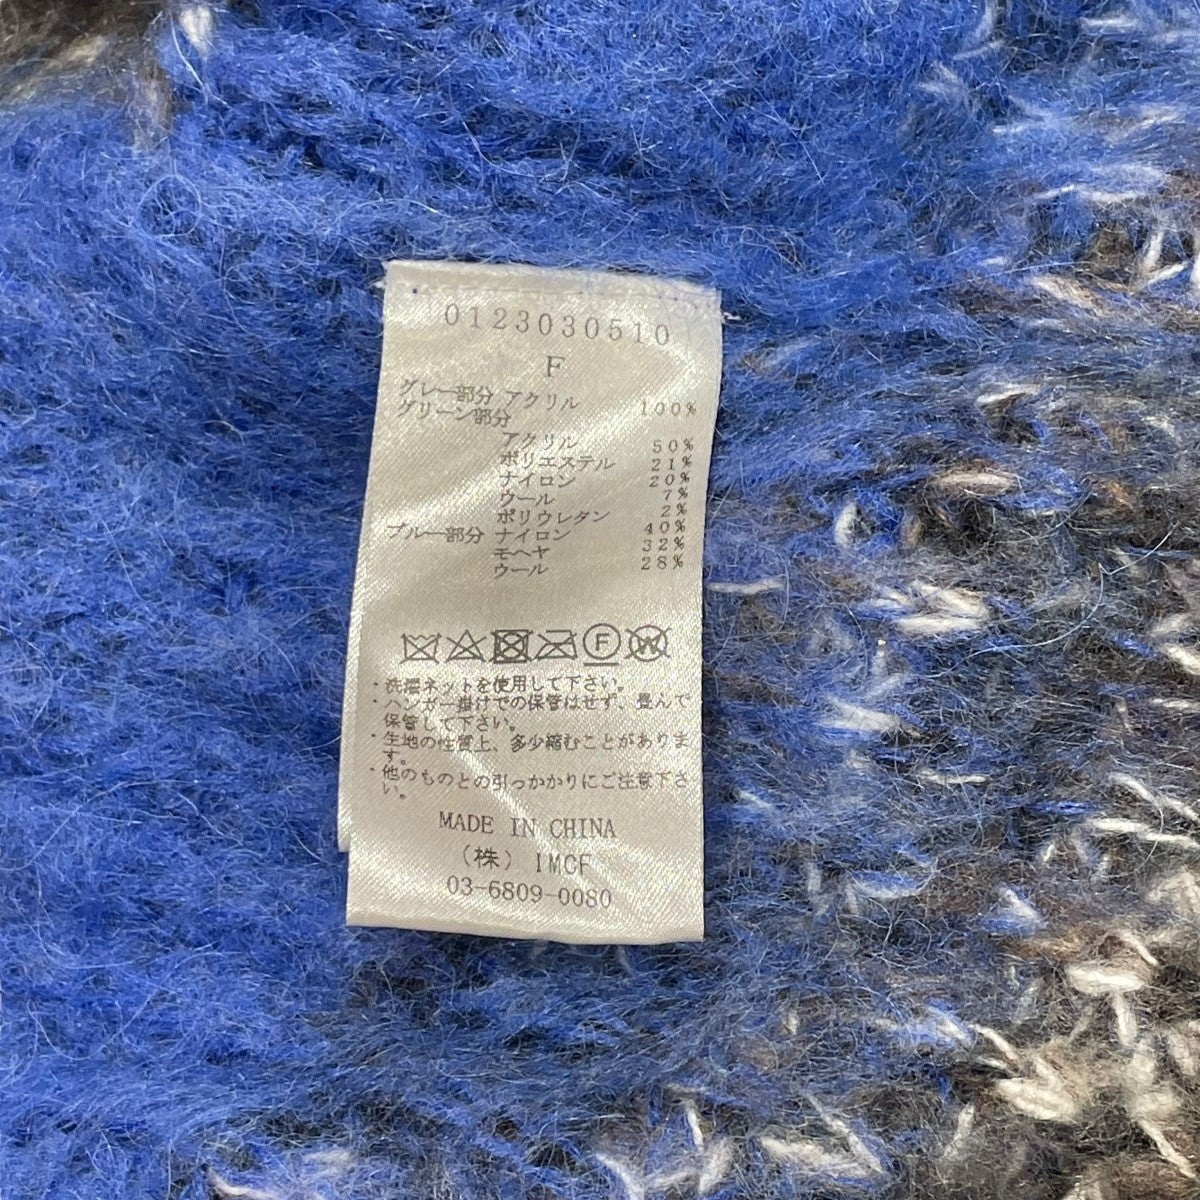 0123030510
F
グレー部分 アクリル 100%
グリーン部分
アクリル 50%
ポリエステル 21%
ナイロン 20%
ウール 7%
ポリウレタン 2%
ブルー部分 ナイロン 40%
モヘヤ 32%
ウール 28%
F W
・洗濯ネットを使用して下さい。
・ハンガー掛けでの保管はせず、畳んで
保管して下さい。
・生地の性質上、多少縮むことがありま
す。
・他のものとの引っかかりにご注意下さ
い。
MADE IN CHINA
(株) IMCF
03-6809-0080